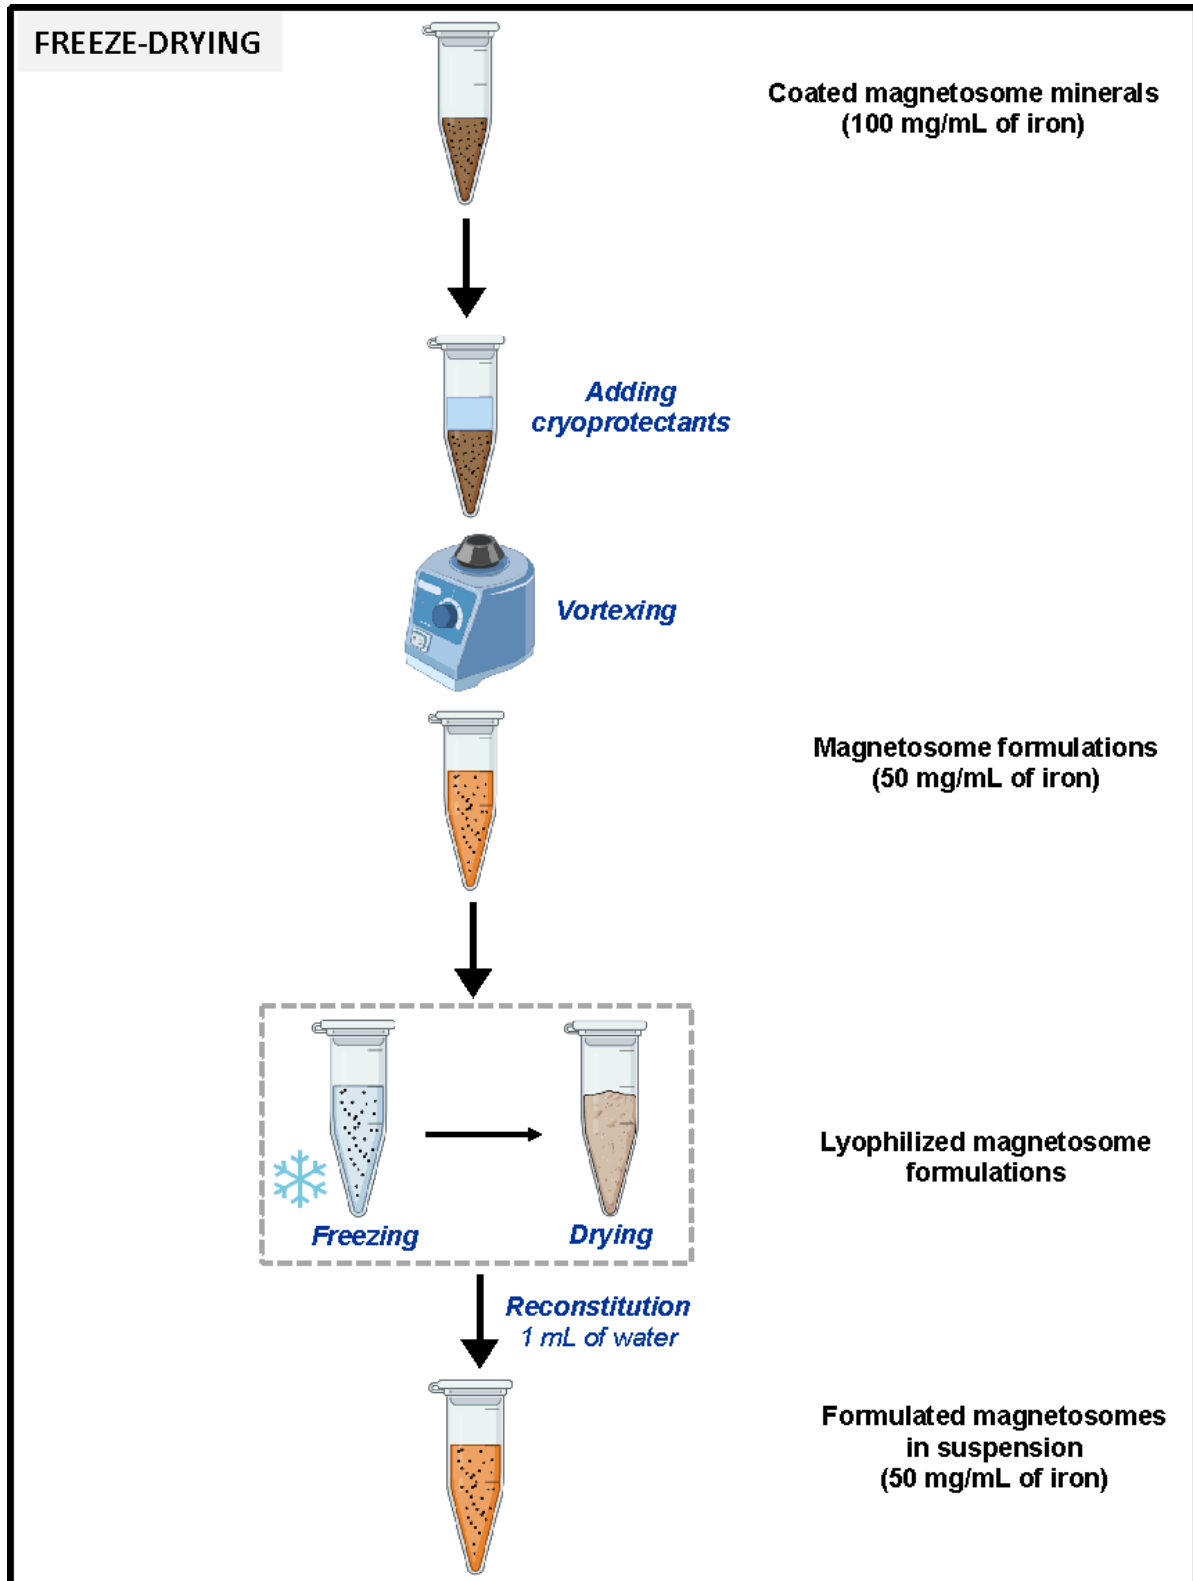 FREEZE-DRYING
Coated magnetosome minerals
(100 mg/mL of iron)
Adding
cryoprotectants
Vortexing
Magnetosome formulations
(50 mg/mL of iron)
Freezing
Drying
Lyophilized magnetosome
formulations
Reconstitution
1 mL of water
Formulated magnetosomes
in suspension
(50 mg/mL of iron)